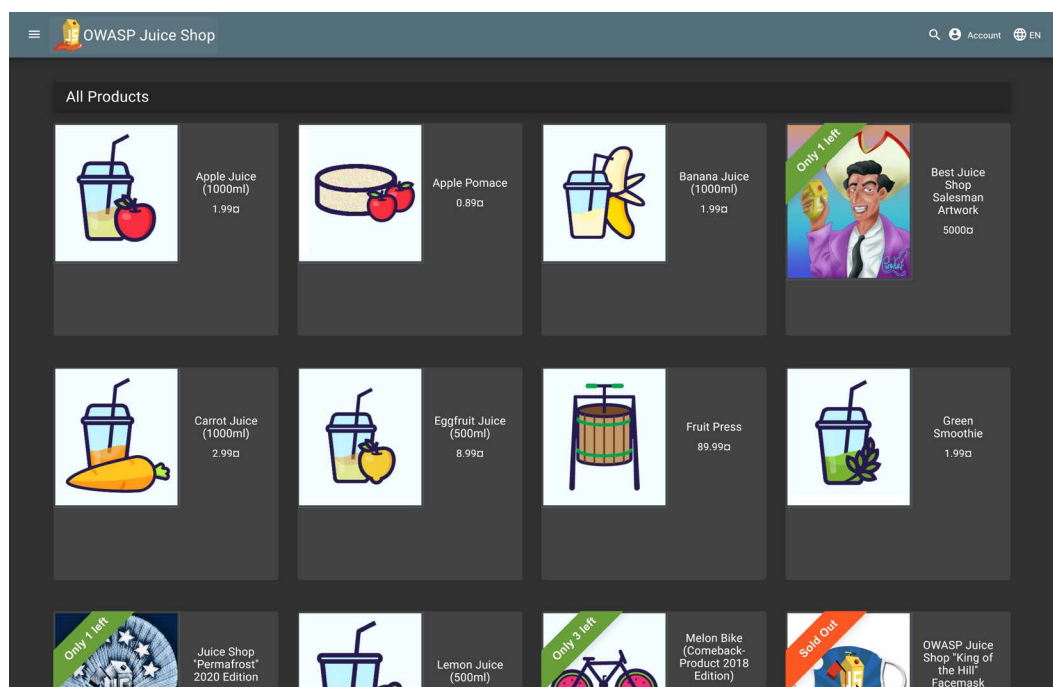 OWASP Juice Shop
Account
EN
All Products
Only 1 left
Apple Juice
(1000ml)
1.99¤
Apple Pomace
0.89¤
Banana Juice
(1000ml)
1.99¤
Best Juice
Shop
Salesman
Artwork
5000¤
Carrot Juice
(1000ml)
2.99¤
Eggfruit Juice
(500ml)
8.99¤
Fruit Press
89.99¤
Green
Smoothie
1.99¤
Only 1 left
Juice Shop
"Permafrost"
2020 Edition
Lemon Juice
(500ml)
Only 3 left
Melon Bike
(Comeback-
Product 2018
Edition)
Sold Out
OWASP Juice
Shop "King of
the Hill"
Facemask